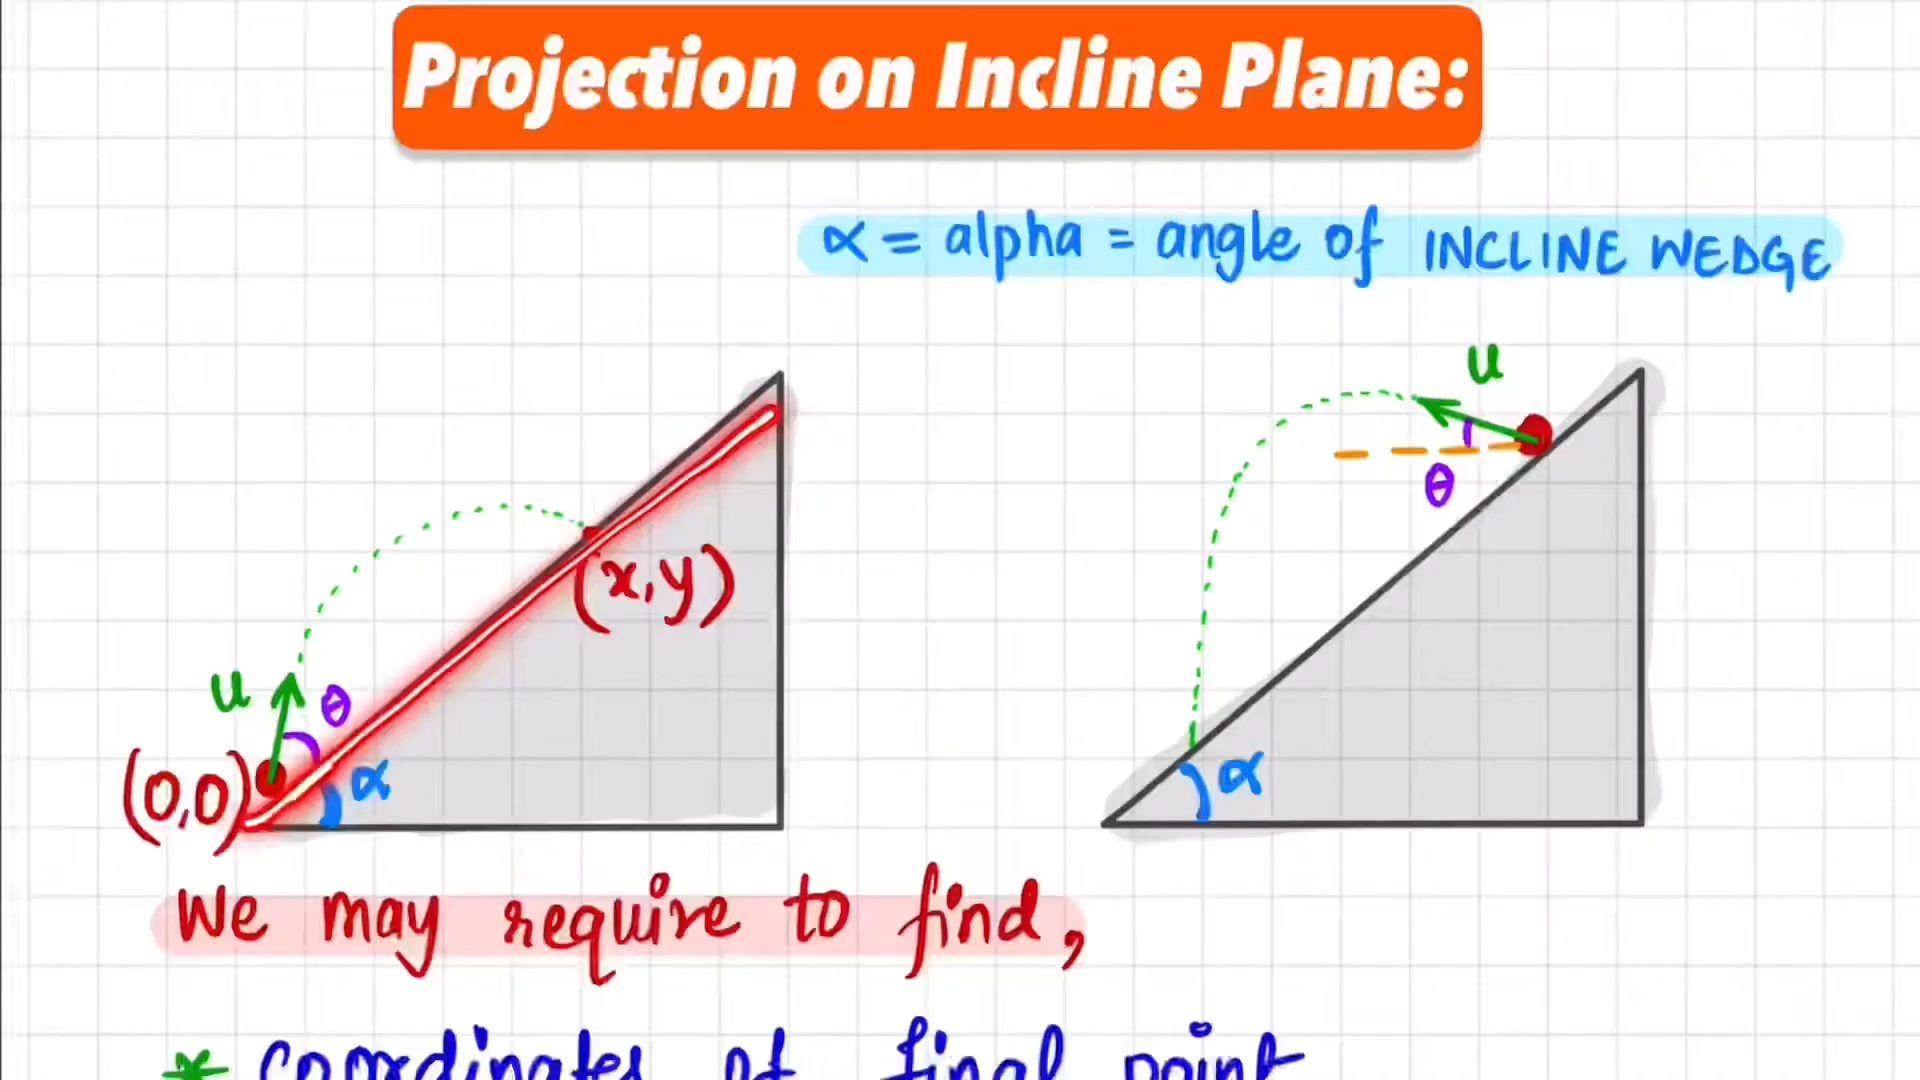 Projection on Incline Plane:
α = alpha = angle of INCLINE WEDGE
u
θ
(x,y)
u
θ
(0,0)
α
α
We may require to find,
* coordinates of final point